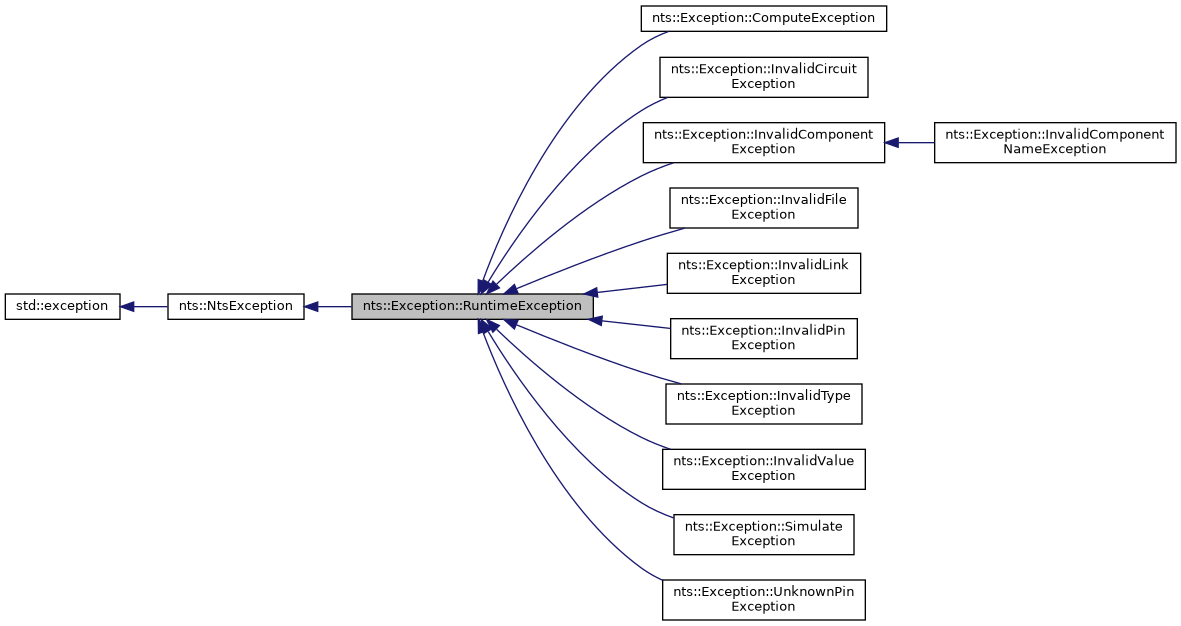 nts::Exception::ComputeException
nts::Exception::InvalidCircuit
Exception
nts::Exception::InvalidComponent
Exception
nts::Exception::InvalidComponent
NameException
nts::Exception::InvalidFile
Exception
nts::Exception::InvalidLink
Exception
std::exception
nts::NtsException
nts::Exception::RuntimeException
nts::Exception::InvalidPin
Exception
nts::Exception::InvalidType
Exception
nts::Exception::InvalidValue
Exception
nts::Exception::Simulate
Exception
nts::Exception::UnknownPin
Exception